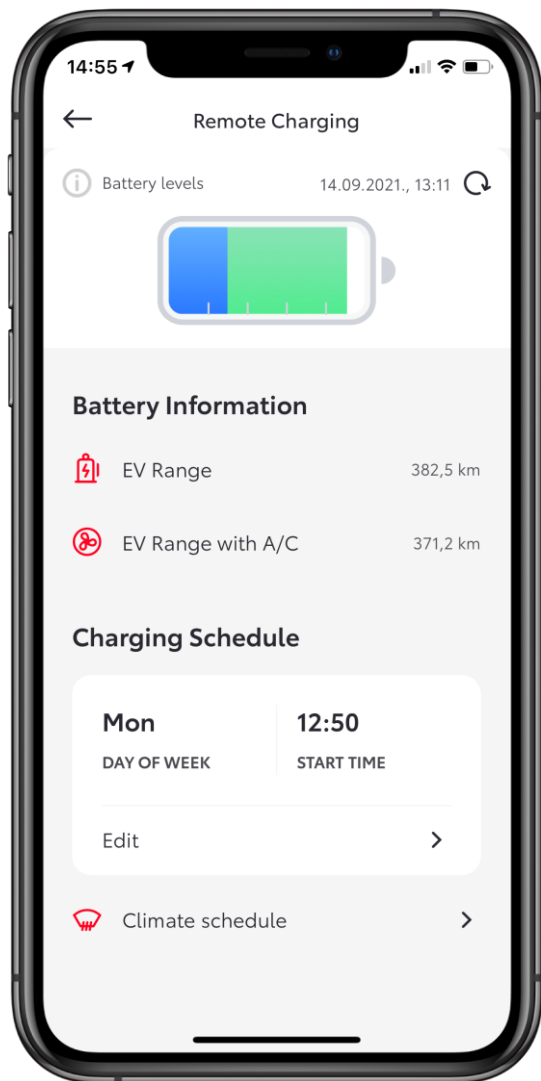 14:55
Remote Charging
Battery levels 14.09.2021., 13:11
Battery Information
EV Range 382,5 km
EV Range with A/C 371,2 km
Charging Schedule
Mon 12:50
DAY OF WEEK START TIME
Edit
Climate schedule